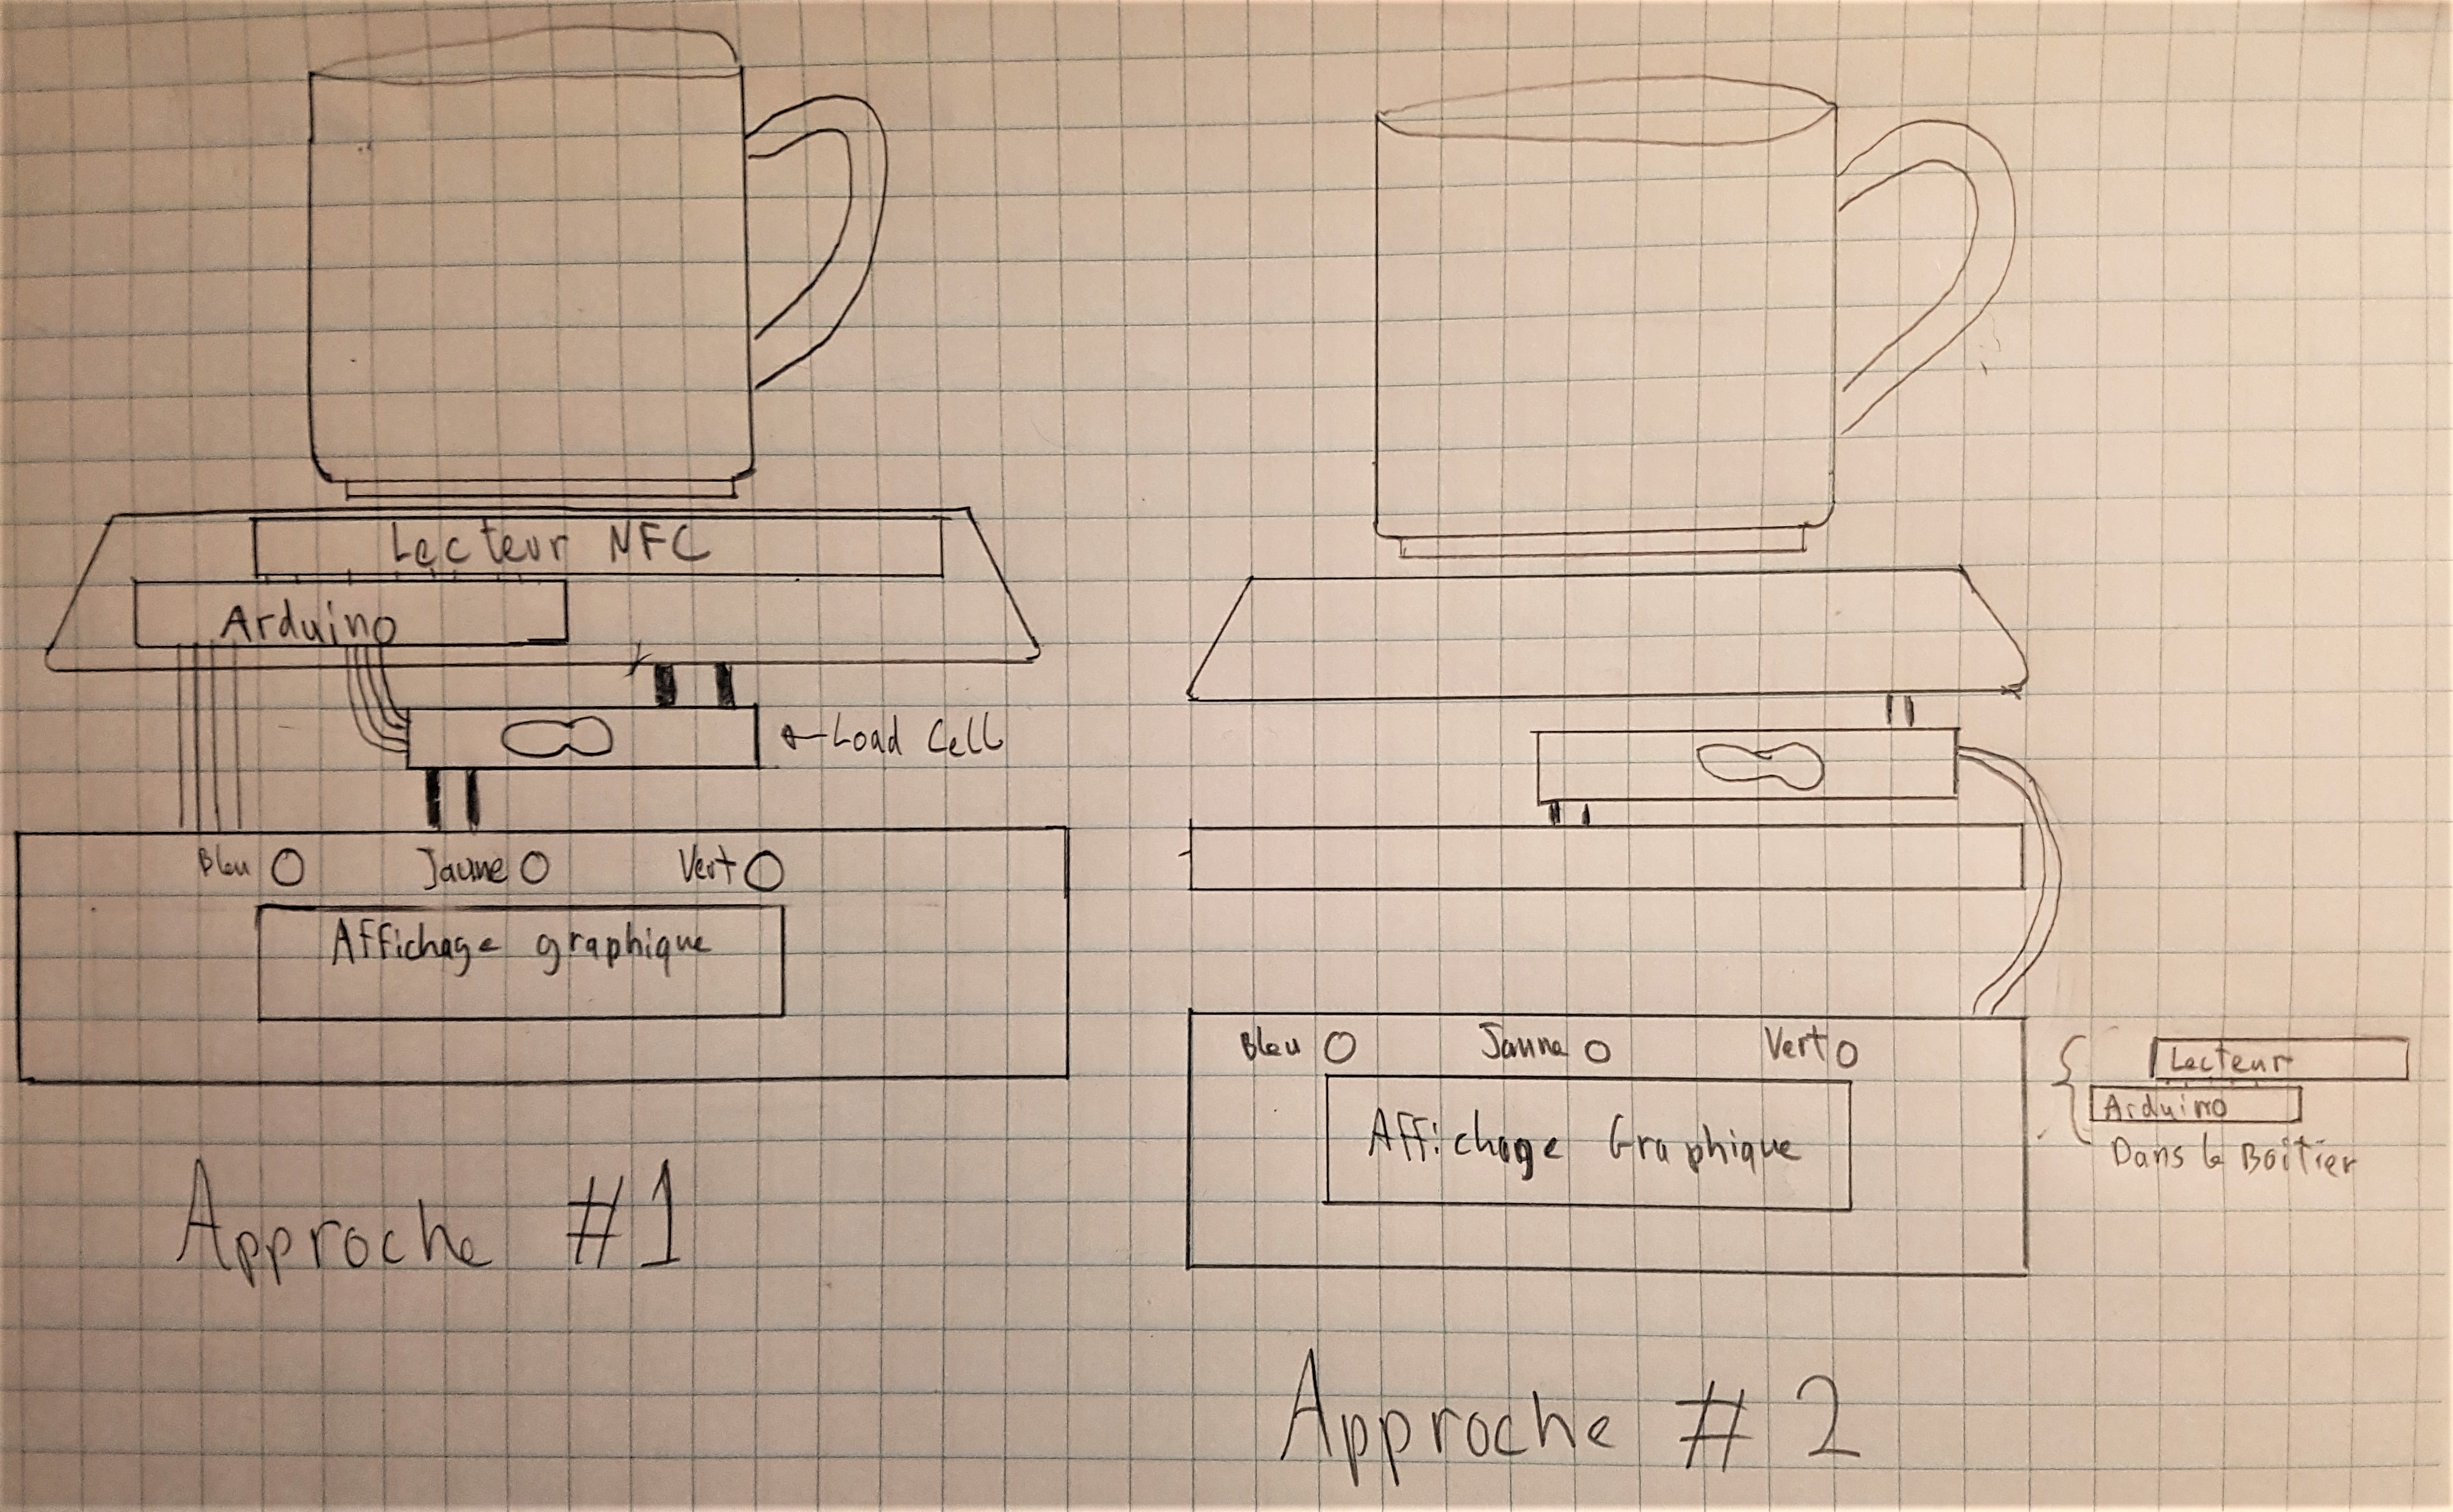 Lecteur NFC
Arduino
Load Cell
Bleu Jaune Vert
Affichage graphique
Approche #1
Bleu Jaune Vert
Affichage Graphique
Lecteur
Arduino
Dans le Boîtier
Approche # 2